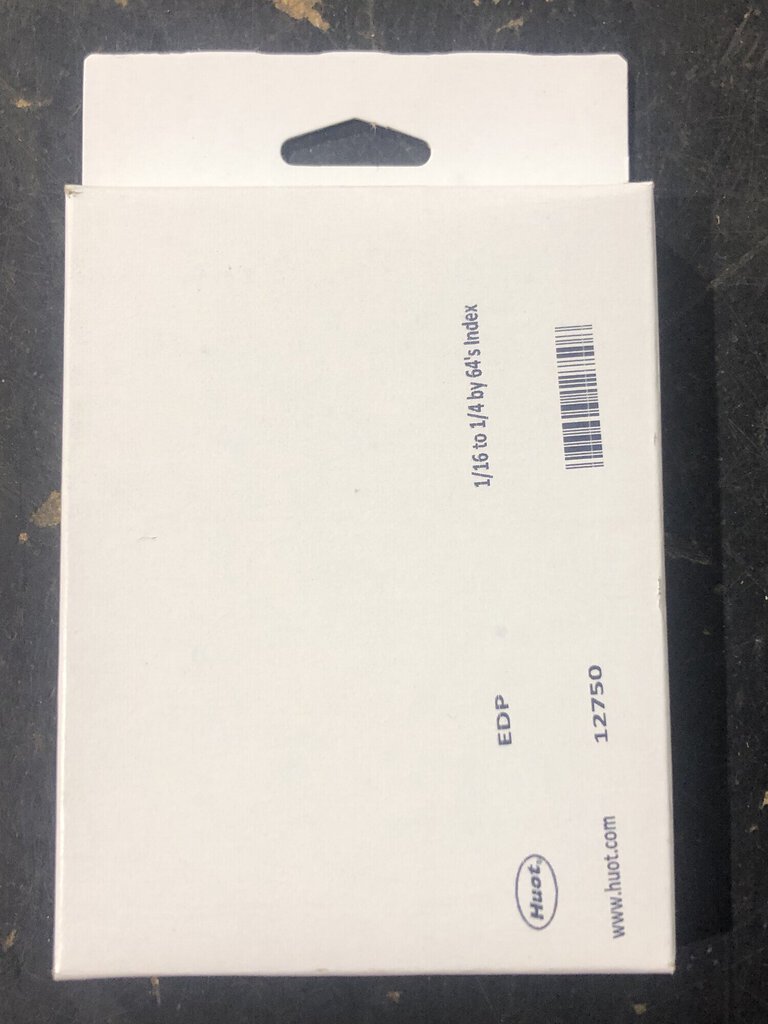 1/16 to 1/4 by 64's Index
EDP
12750
Huot
www.huot.com